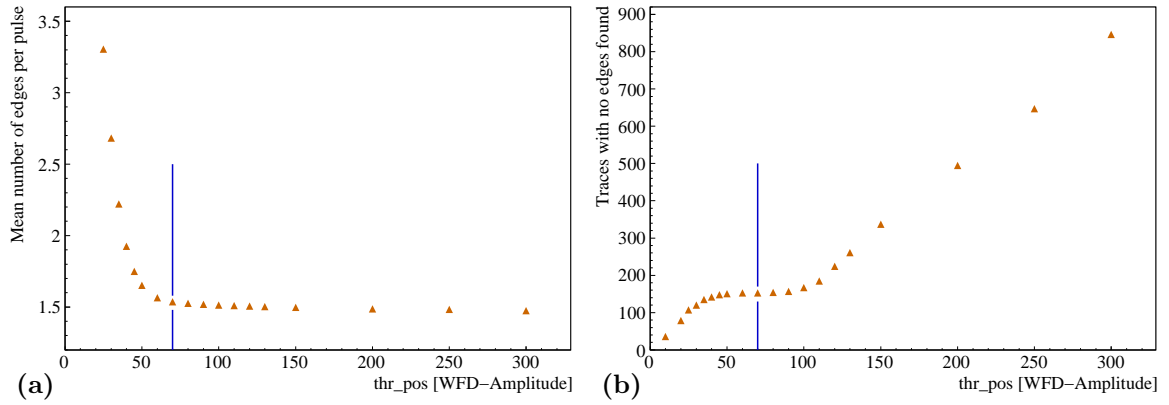 Mean number of edges per pulse
3.5
3
2.5
2
1.5
0 50 100 150 200 250 300
thr_pos [WFD−Amplitude]
(a)
Traces with no edges found
900
800
700
600
500
400
300
200
100
0
0 50 100 150 200 250 300
thr_pos [WFD−Amplitude]
(b)